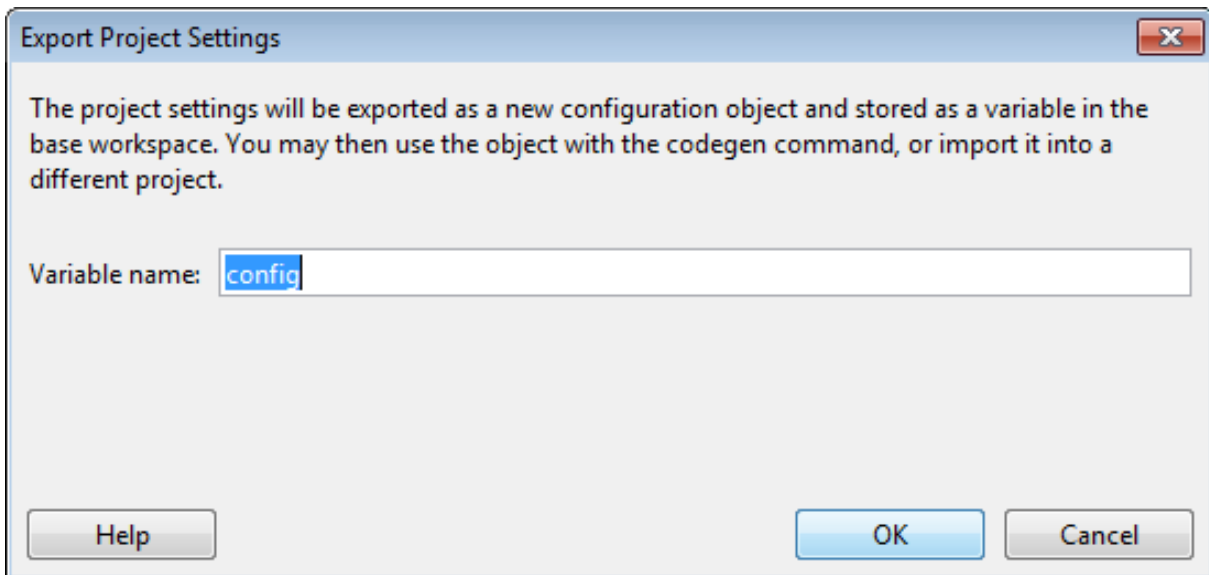 Export Project Settings
The project settings will be exported as a new configuration object and stored as a variable in the
base workspace. You may then use the object with the codegen command, or import it into a
different project.
Variable name: config
Help OK Cancel